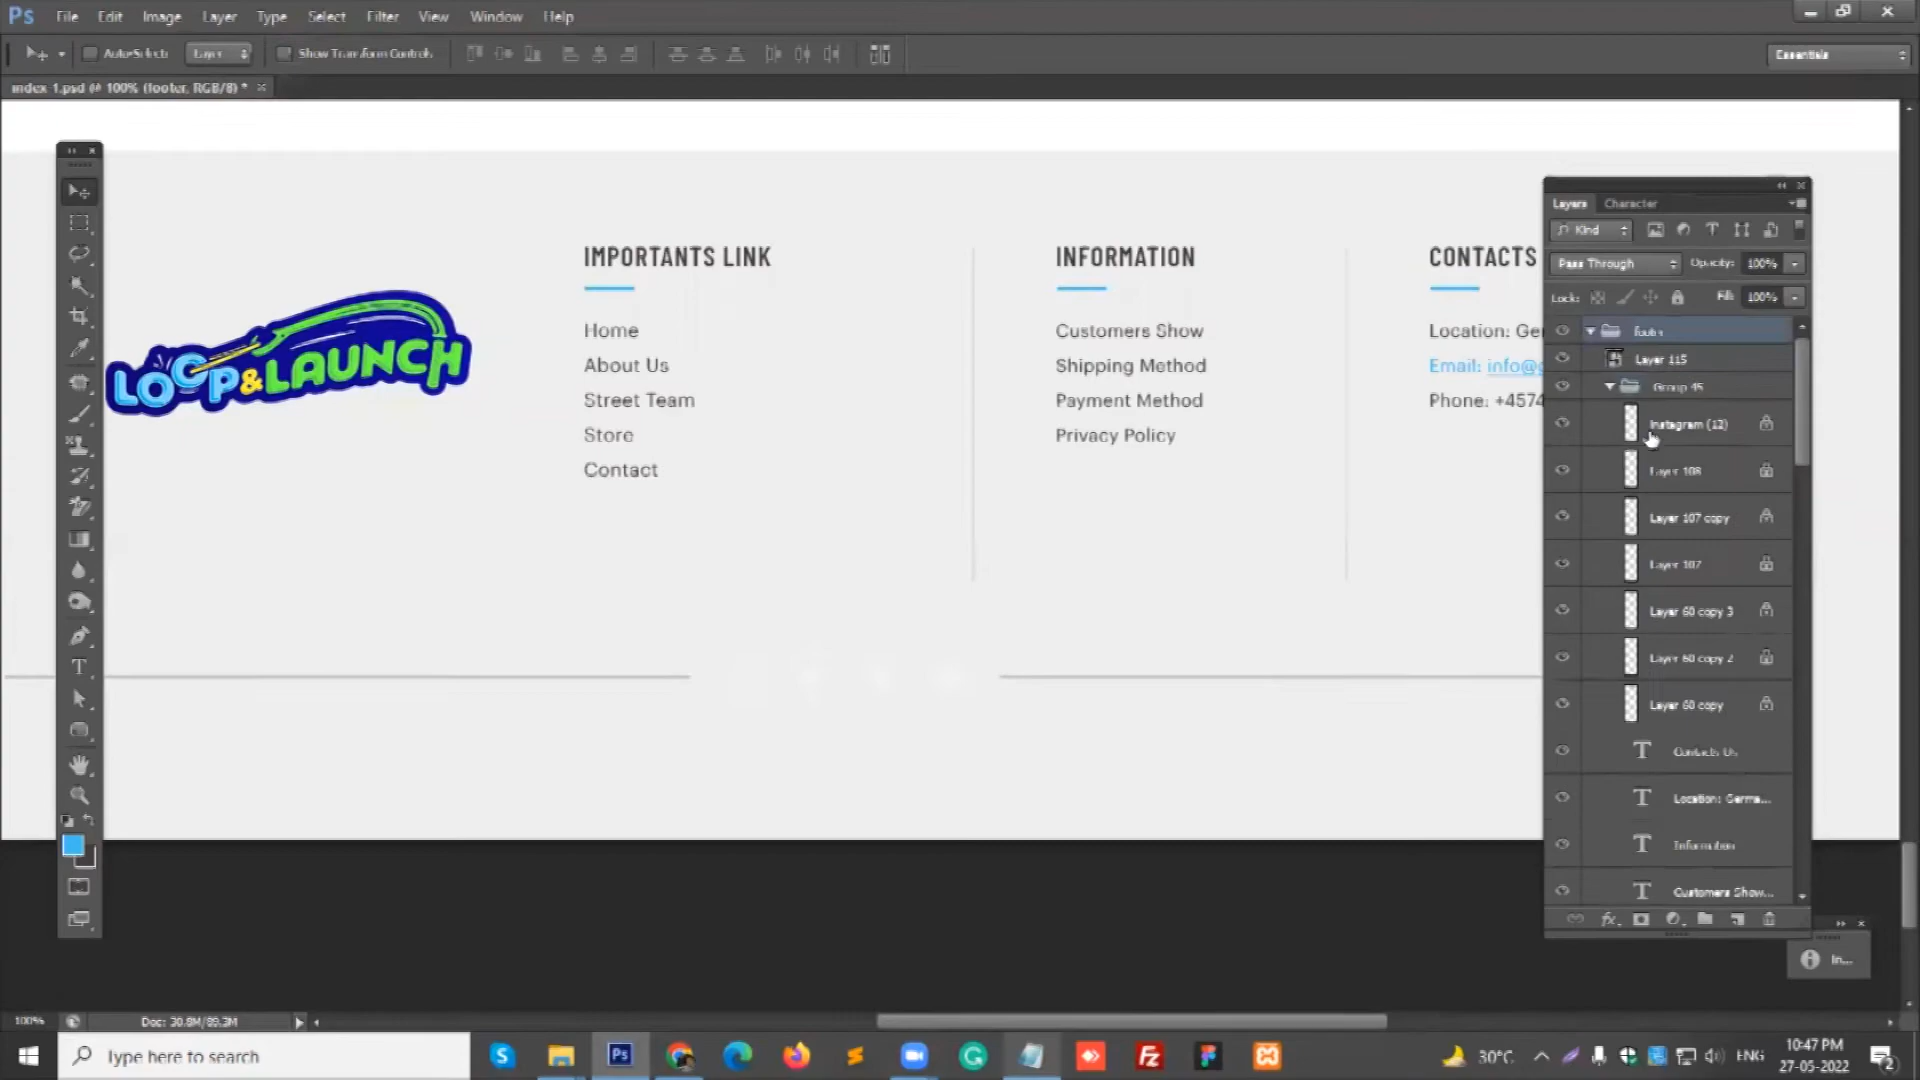 Ps File Edit Image Layer Type Select Filter View Window Help
Auto-Select: Layer Show Transform Controls Essentials
index 1.psd @ 100% (footer, RGB/8) *
LOOP&LAUNCH
IMPORTANTS LINK
Home
About Us
Street Team
Store
Contact
INFORMATION
Customers Show
Shipping Method
Payment Method
Privacy Policy
CONTACTS
Location: Ger
Email: info@g
Phone: +4574
Layers Character
Kind
Pass Through Opacity: 100%
Lock: Fill: 100%
footer
Layer 115
Group 45
Instagram (12)
Layer 108
Layer 107 copy
Layer 107
Layer 60 copy 3
Layer 60 copy 2
Layer 60 copy
Contacts Us
Location: Germa...
Information
Customers Show...
In...
100% Doc: 30.8M/89.3M
Type here to search
30°C ENG
10:47 PM
27-05-2022
2